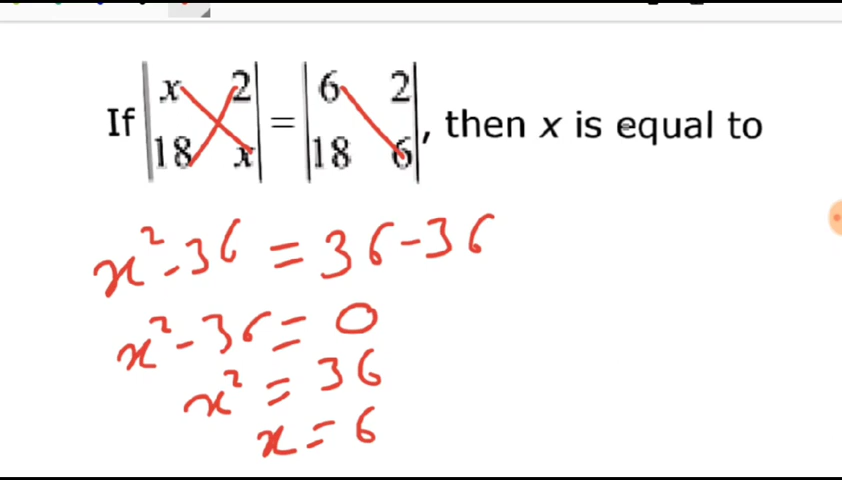 If |x 2| = |6 2|, then x is equal to
|18 x| |18 6|
x² - 36 = 36 - 36
x² - 36 = 0
x² = 36
x = 6